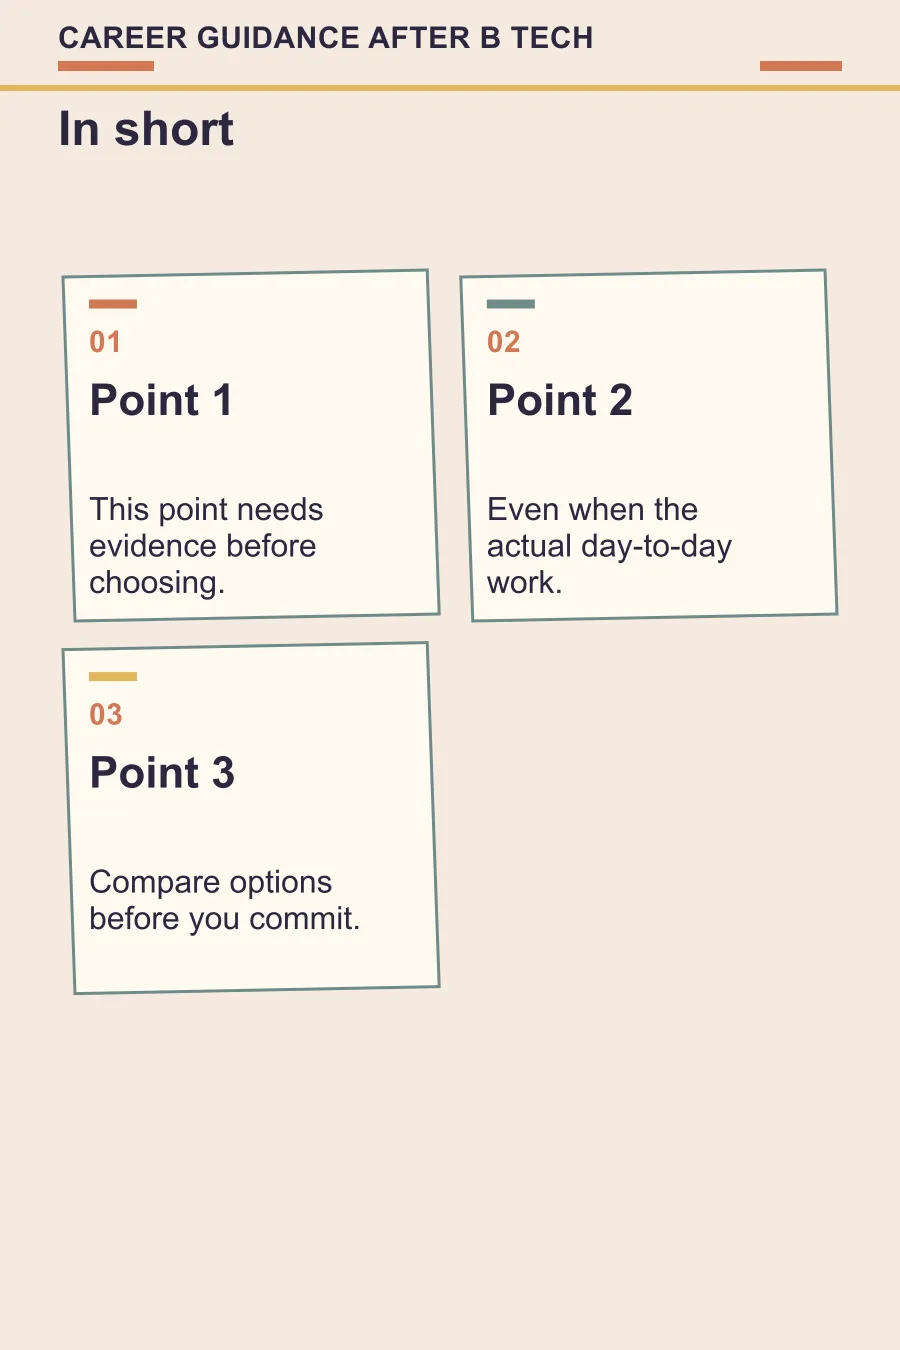 CAREER GUIDANCE AFTER B TECH
In short
01
Point 1
This point needs
evidence before
choosing.
02
Point 2
Even when the
actual day-to-day
work.
03
Point 3
Compare options
before you commit.